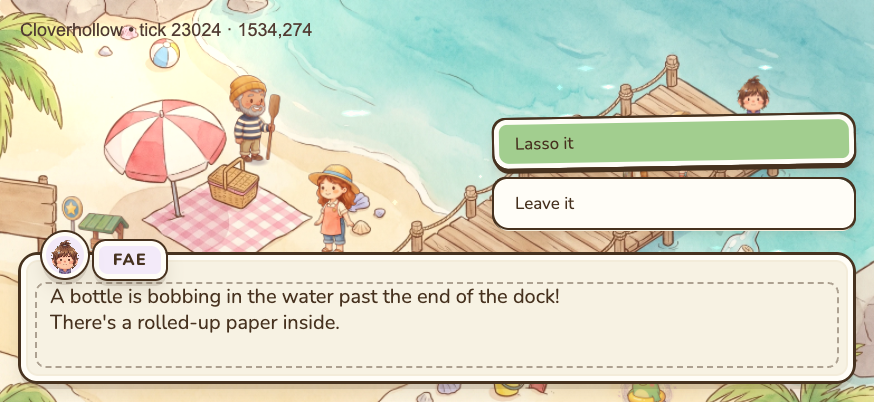 Cloverhollow • tick 23024 · 1534,274
Lasso it
Leave it
FAE
A bottle is bobbing in the water past the end of the dock!
There's a rolled-up paper inside.